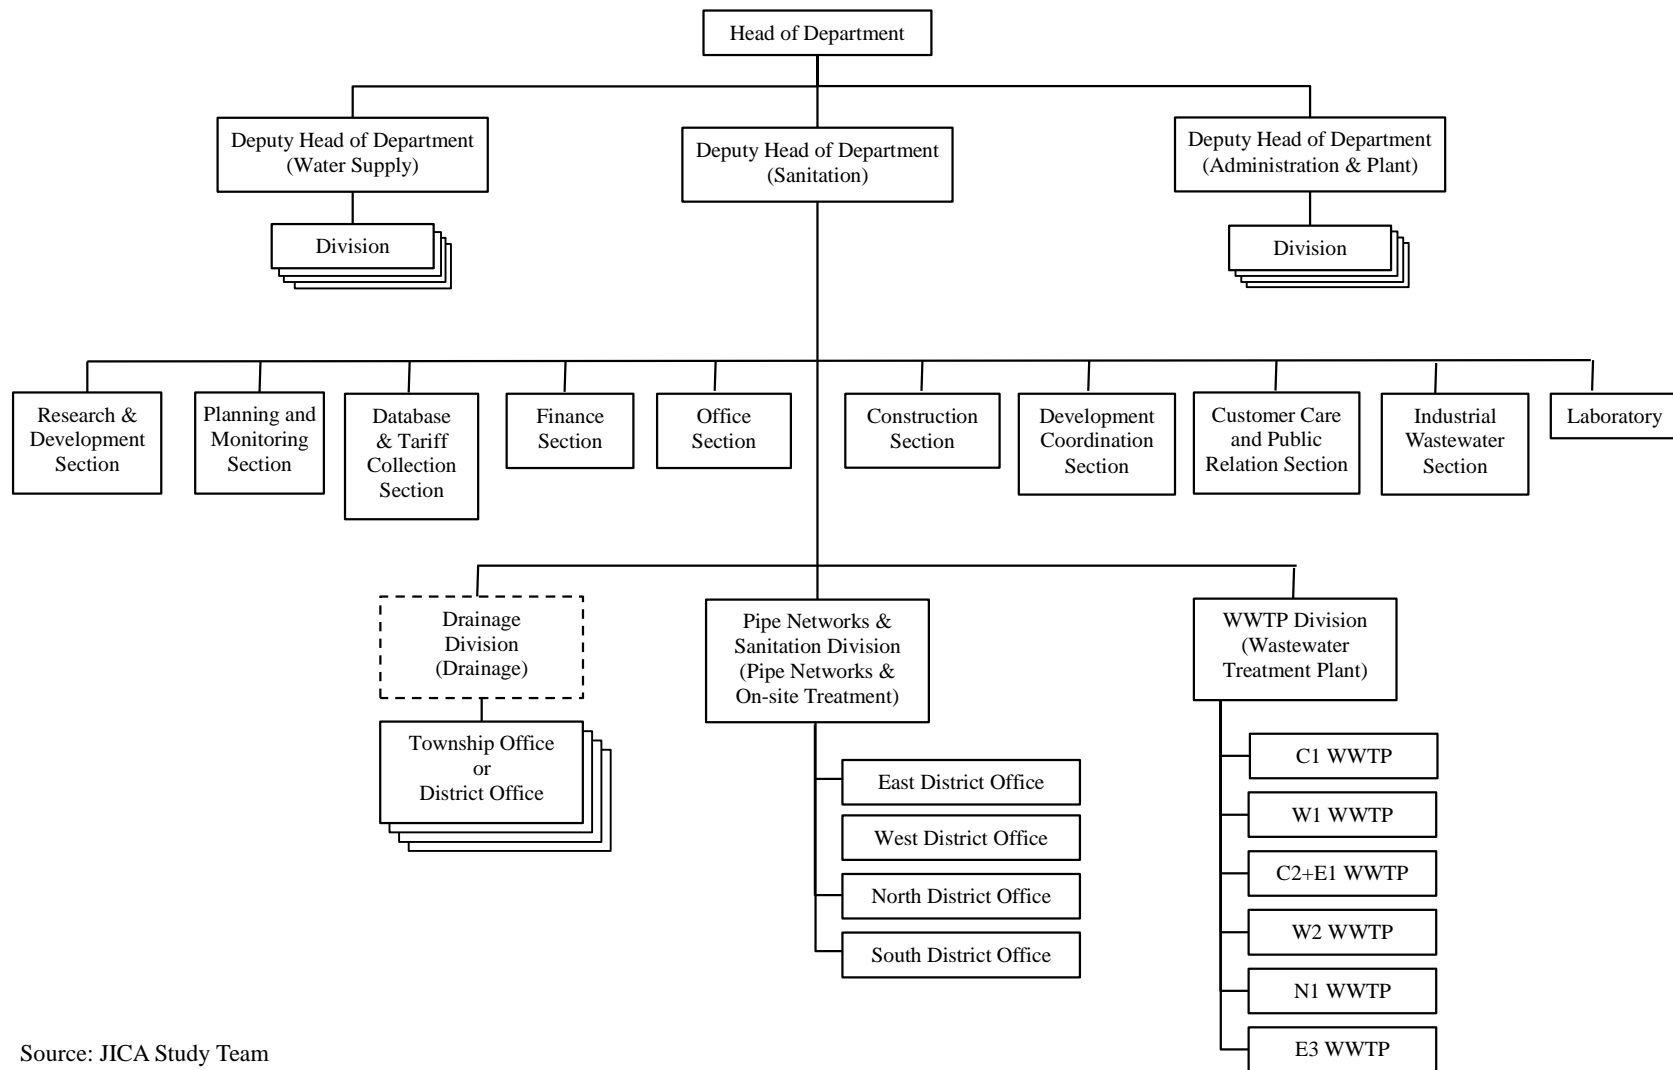 Head of Department
Deputy Head of Department
(Water Supply)
Deputy Head of Department
(Sanitation)
Deputy Head of Department
(Administration & Plant)
Division
Division
Research &
Development
Section
Planning and
Monitoring
Section
Database
& Tariff
Collection
Section
Finance
Section
Office
Section
Construction
Section
Development
Coordination
Section
Customer Care
and Public
Relation Section
Industrial
Wastewater
Section
Laboratory
Drainage
Division
(Drainage)
Pipe Networks &
Sanitation Division
(Pipe Networks &
On-site Treatment)
WWTP Division
(Wastewater
Treatment Plant)
Township Office
or
District Office
East District Office
West District Office
North District Office
South District Office
C1 WWTP
W1 WWTP
C2+E1 WWTP
W2 WWTP
N1 WWTP
E3 WWTP
Source: JICA Study Team